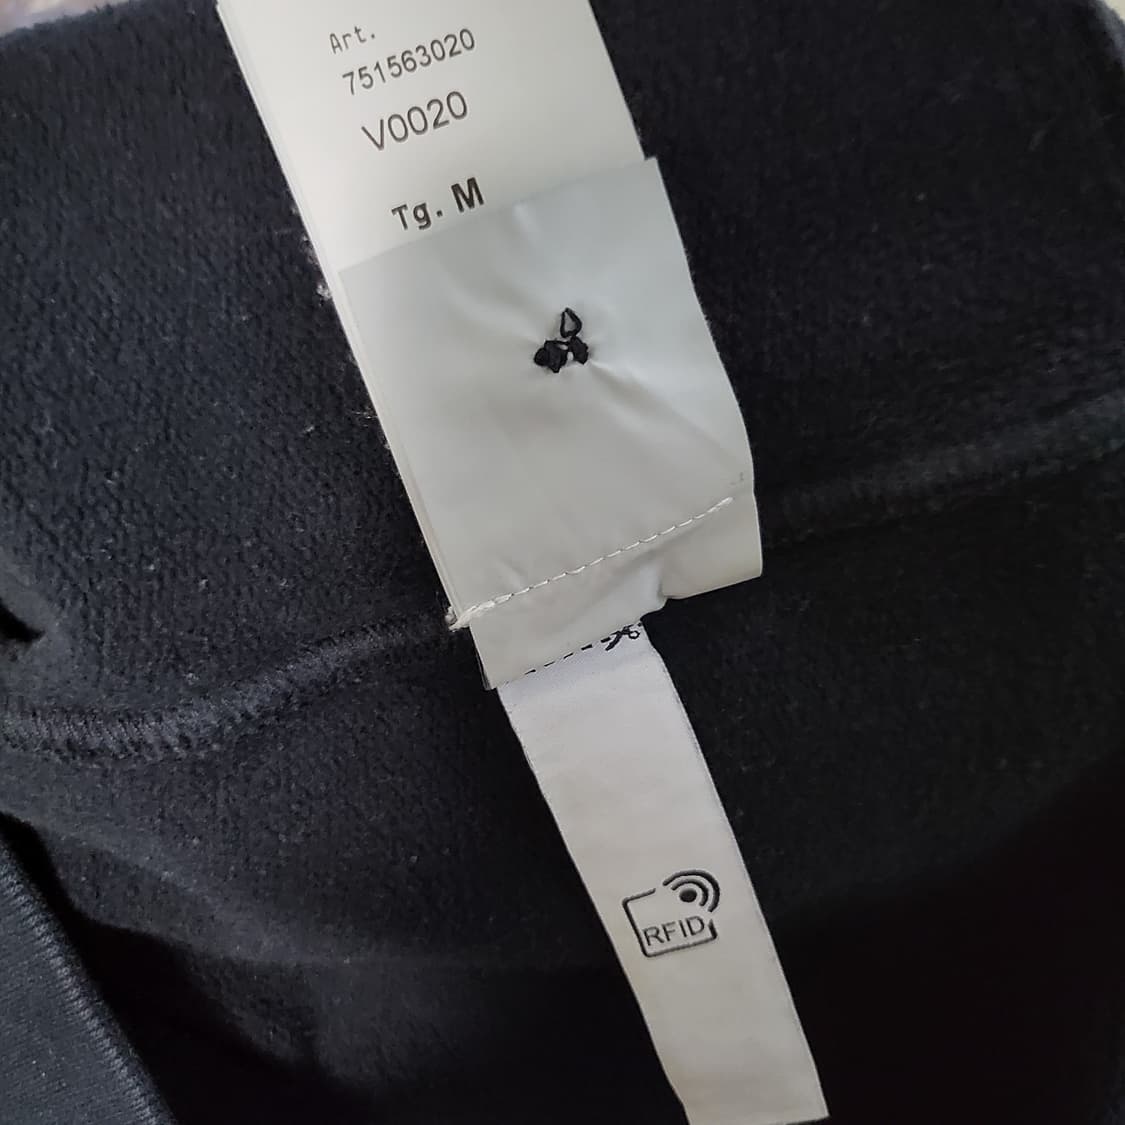 Art.
751563020
V0020
Tg. M
RFID